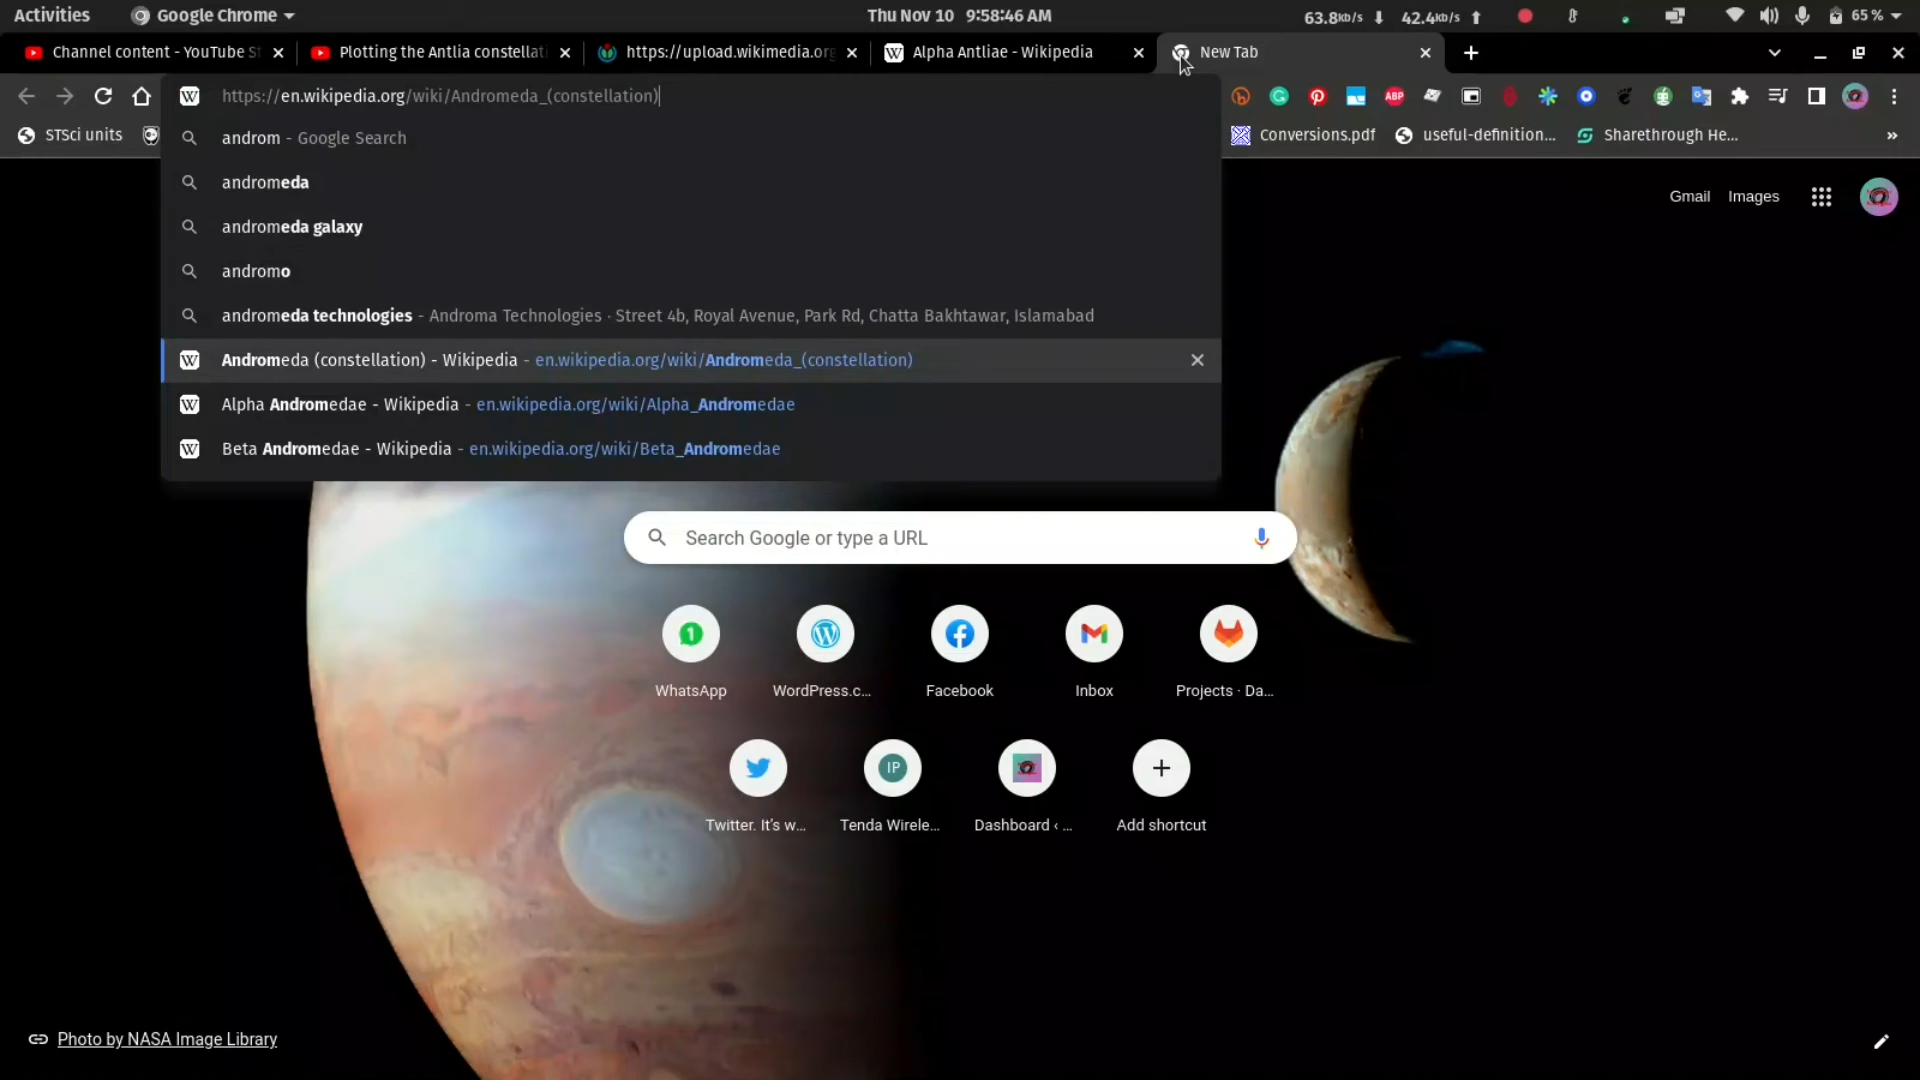 Activities Google Chrome Thu Nov 10 9:58:46 AM 63.8kb/s 42.4kb/s 65 %
Channel content - YouTube St Plotting the Antlia constellati https://upload.wikimedia.org Alpha Antliae - Wikipedia New Tab
https://en.wikipedia.org/wiki/Andromeda_(constellation) ABP
STSci units Conversions.pdf useful-definition... Sharethrough He... »
androm - Google Search
andromeda
andromeda galaxy
andromo
andromeda technologies - Androma Technologies · Street 4b, Royal Avenue, Park Rd, Chatta Bakhtawar, Islamabad
Andromeda (constellation) - Wikipedia - en.wikipedia.org/wiki/Andromeda_(constellation)
Alpha Andromedae - Wikipedia - en.wikipedia.org/wiki/Alpha_Andromedae
Beta Andromedae - Wikipedia - en.wikipedia.org/wiki/Beta_Andromedae
Gmail Images
Search Google or type a URL
WhatsApp WordPress.c... Facebook Inbox Projects · Da...
IP
Twitter. It's w... Tenda Wirele... Dashboard ‹ ... Add shortcut
Photo by NASA Image Library